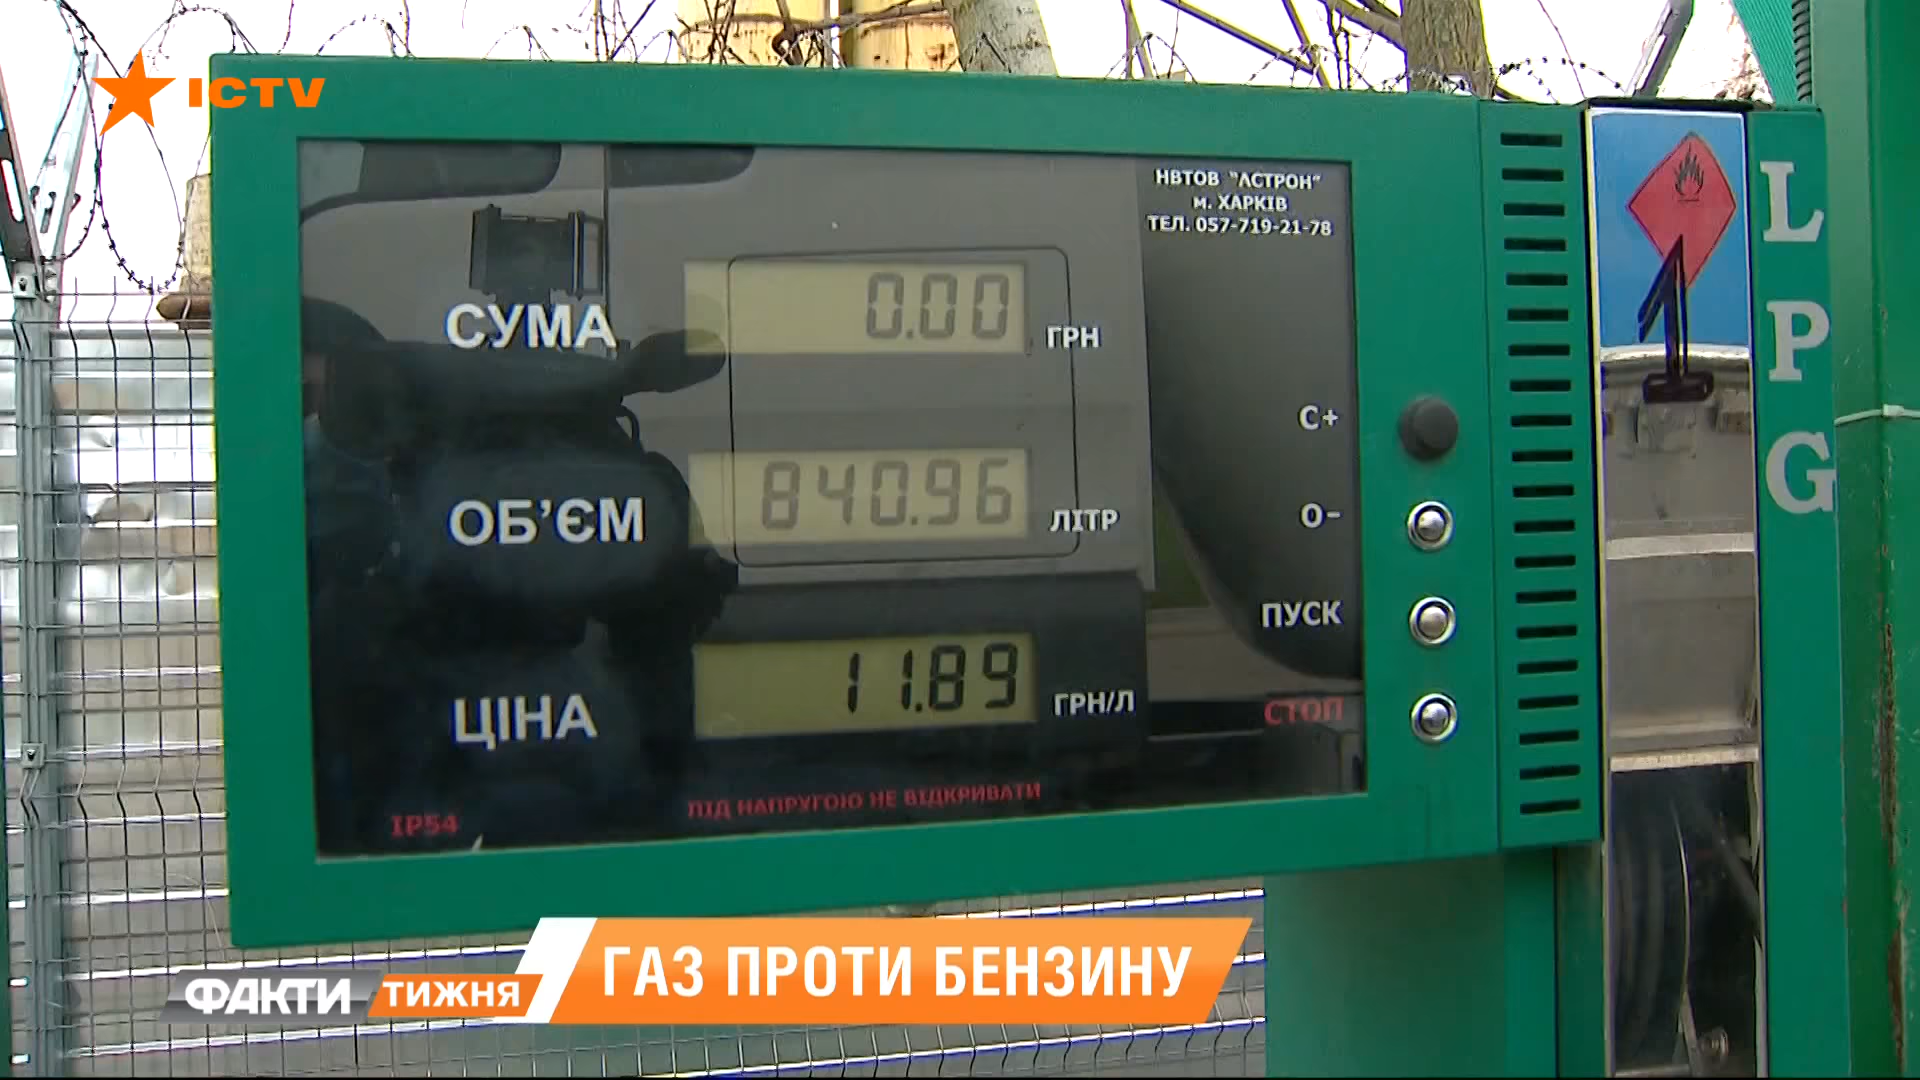 ICTV
НВТОВ "АСТРОН"
м. ХАРКІВ
ТЕЛ. 057-719-21-78
СУМА 0.00 ГРН
С+
ОБ'ЄМ 840.96 ЛІТР
О-
ПУСК
ЦІНА 11.89 ГРН/Л
СТОП
IP54
ПІД НАПРУГОЮ НЕ ВІДКРИВАТИ
1
LPG
ГАЗ ПРОТИ БЕНЗИНУ
ФАКТИ ТИЖНЯ